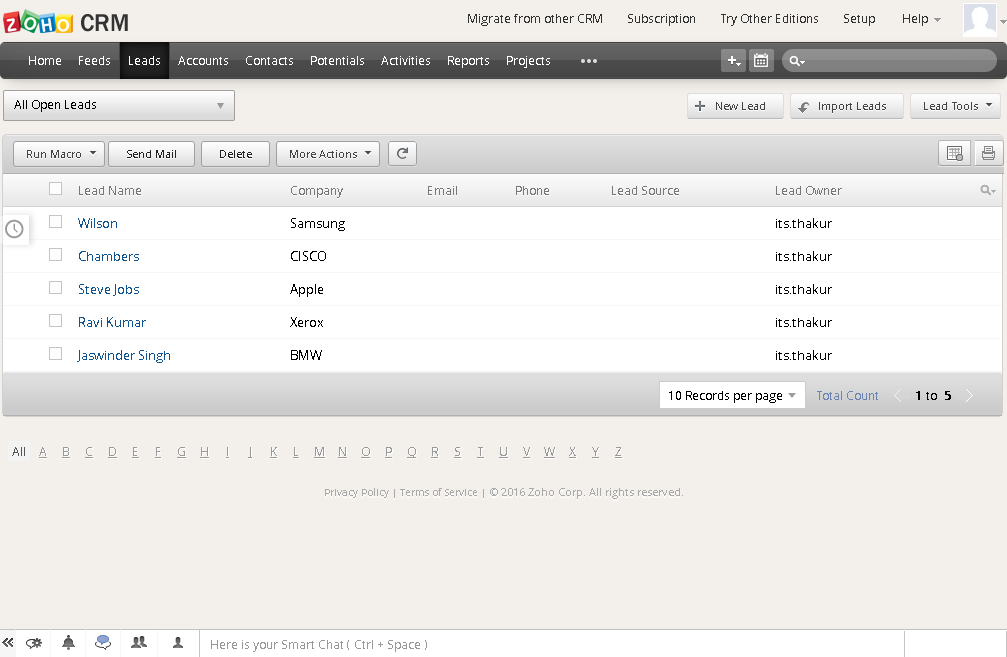 ZOHO CRM Migrate from other CRM Subscription Try Other Editions Setup Help
Home Feeds Leads Accounts Contacts Potentials Activities Reports Projects •••
All Open Leads
+ New Lead Import Leads Lead Tools
Run Macro Send Mail Delete More Actions
Lead Name Company Email Phone Lead Source Lead Owner
Wilson Samsung its.thakur
Chambers CISCO its.thakur
Steve Jobs Apple its.thakur
Ravi Kumar Xerox its.thakur
Jaswinder Singh BMW its.thakur
10 Records per page Total Count 1 to 5
All A B C D E F G H I J K L M N O P Q R S T U V W X Y Z
Privacy Policy | Terms of Service | © 2016 Zoho Corp. All rights reserved.
Here is your Smart Chat ( Ctrl + Space )